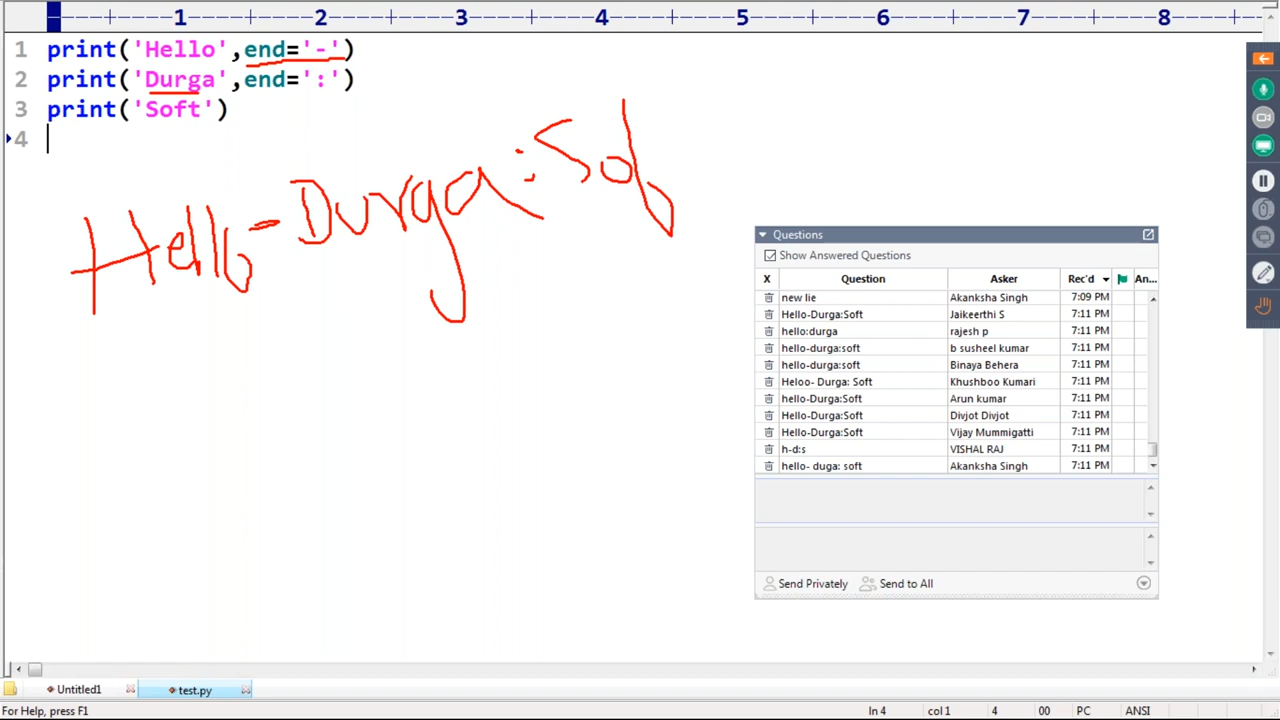 1 2 3 4 5 6 7 8
1 print('Hello',end='-')
2 print('Durga',end=':')
3 print('Soft')
4
Hello-Durga:Sof
Questions
Show Answered Questions
X Question Asker Rec'd An...
new lie Akanksha Singh 7:09 PM
Hello-Durga:Soft Jaikeerthi S 7:11 PM
hello:durga rajesh p 7:11 PM
hello-durga:soft b susheel kumar 7:11 PM
hello-durga:soft Binaya Behera 7:11 PM
Heloo- Durga: Soft Khushboo Kumari 7:11 PM
hello-Durga:Soft Arun kumar 7:11 PM
Hello-Durga:Soft Divjot Divjot 7:11 PM
Hello-Durga:Soft Vijay Mummigatti 7:11 PM
h-d:s VISHAL RAJ 7:11 PM
hello- duga: soft Akanksha Singh 7:11 PM
Send Privately Send to All
Untitled1 test.py
For Help, press F1 ln 4 col 1 4 00 PC ANSI